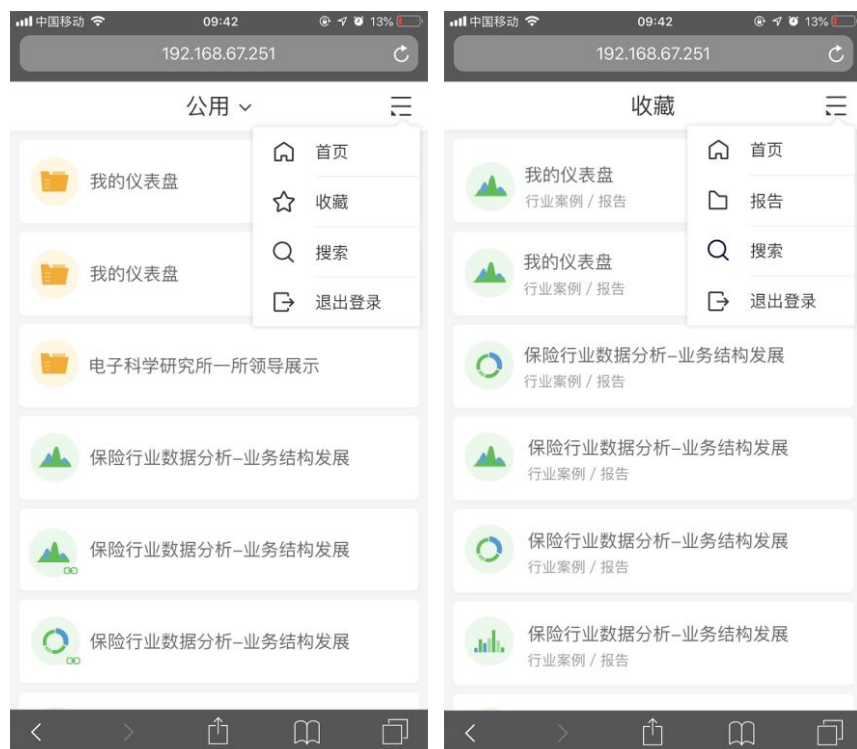 中国移动 09:42 13%
192.168.67.251
公用
首页
我的仪表盘
收藏
搜索
我的仪表盘
退出登录
电子科学研究所一所领导展示
保险行业数据分析–业务结构发展
保险行业数据分析–业务结构发展
保险行业数据分析–业务结构发展
中国移动 09:42 13%
192.168.67.251
收藏
首页
我的仪表盘
行业案例 / 报告
报告
搜索
我的仪表盘
行业案例 / 报告
退出登录
保险行业数据分析–业务结构发展
行业案例 / 报告
保险行业数据分析–业务结构发展
行业案例 / 报告
保险行业数据分析–业务结构发展
行业案例 / 报告
保险行业数据分析–业务结构发展
行业案例 / 报告